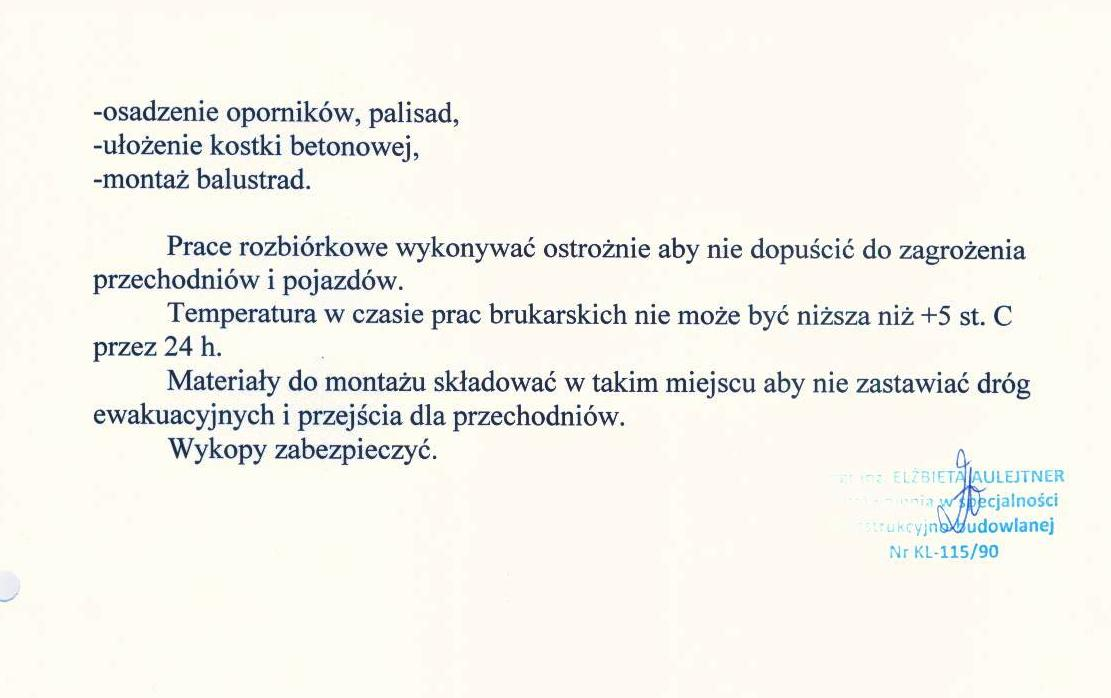 -osadzenie oporników, palisad,
-ułożenie kostki betonowej,
-montaż balustrad.
Prace rozbiórkowe wykonywać ostrożnie aby nie dopuścić do zagrożenia
przechodniów i pojazdów.
Temperatura w czasie prac brukarskich nie może być niższa niż +5 st. C
przez 24 h.
Materiały do montażu składować w takim miejscu aby nie zastawiać dróg
ewakuacyjnych i przejścia dla przechodniów.
Wykopy zabezpieczyć.
inż. ELŻBIETA AULEJTNER
w specjalności
budowlanej
Nr KL-115/90